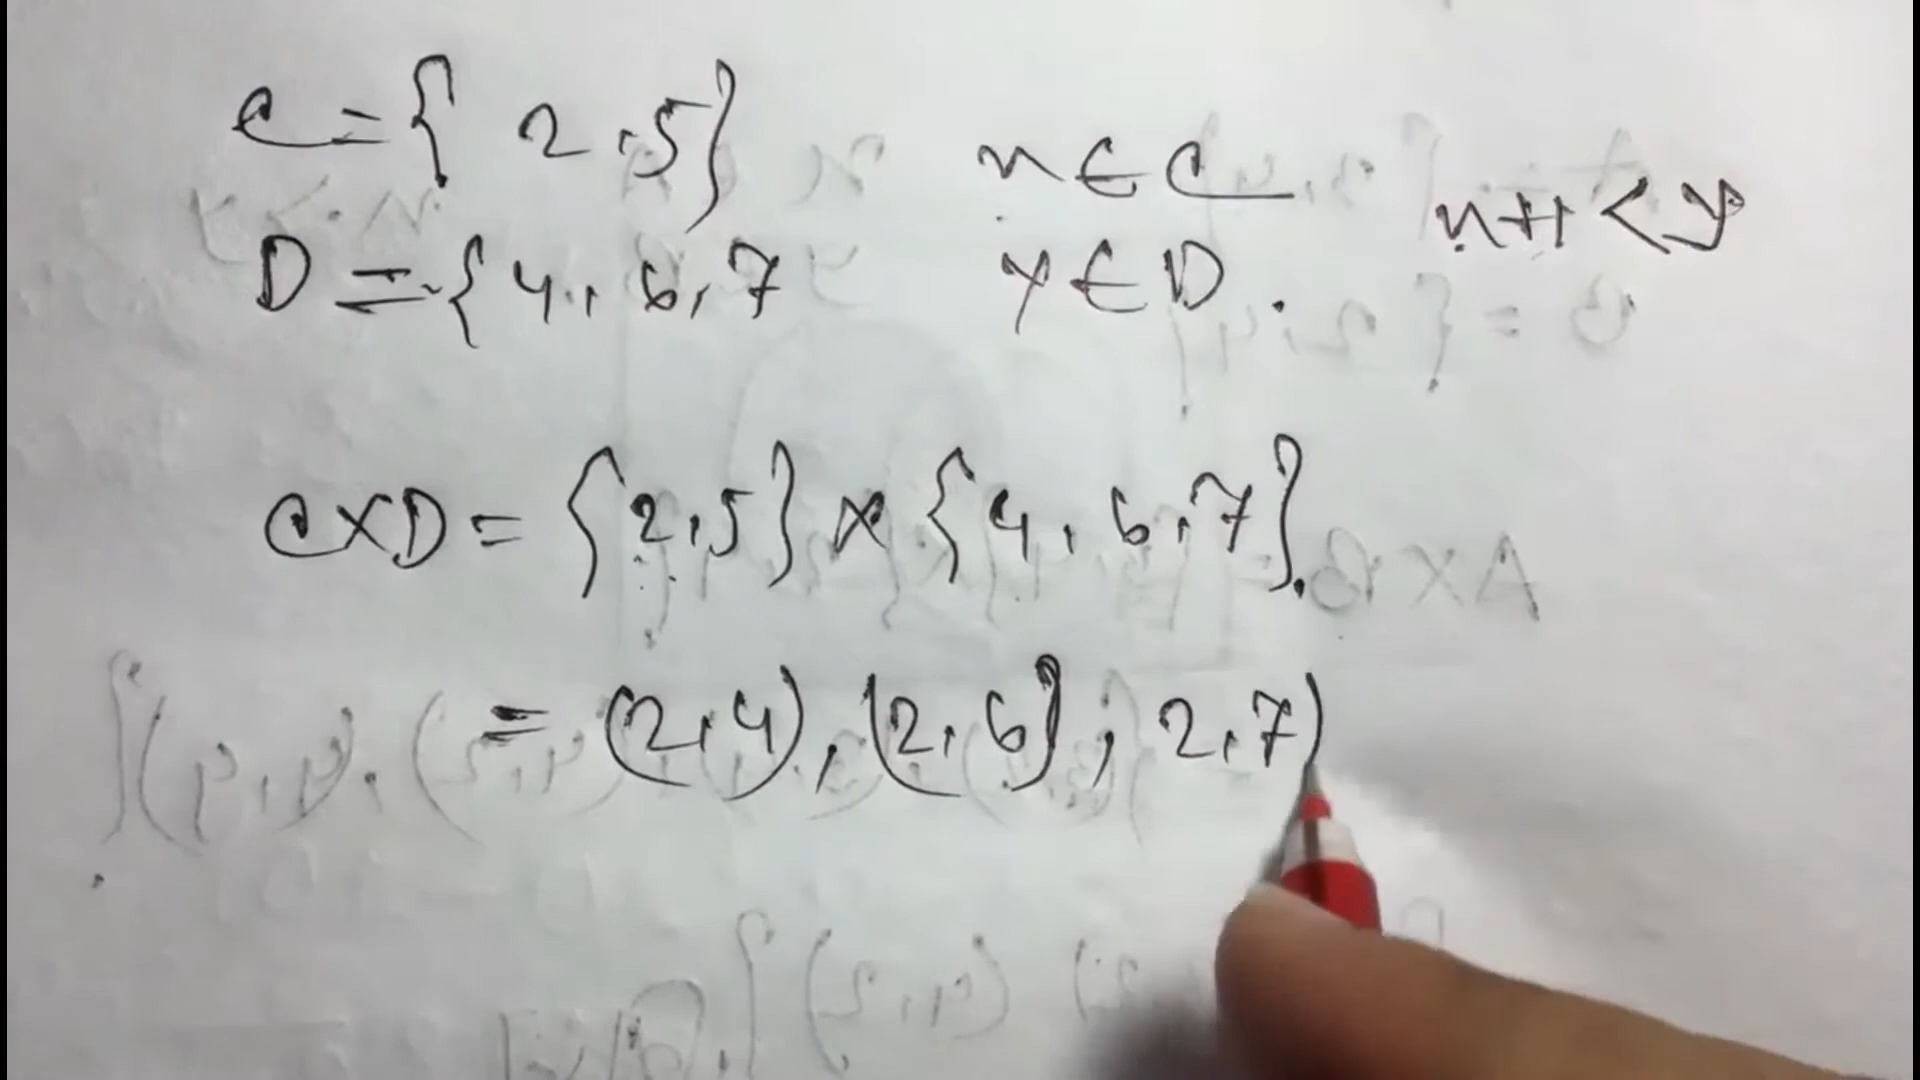 C = { 2, 5}
x ∈ C
x+1 < y
D = {4, 6, 7
y ∈ D.
C×D = {2,5} × {4, 6, 7}.
= (2,4), (2,6), 2,7)